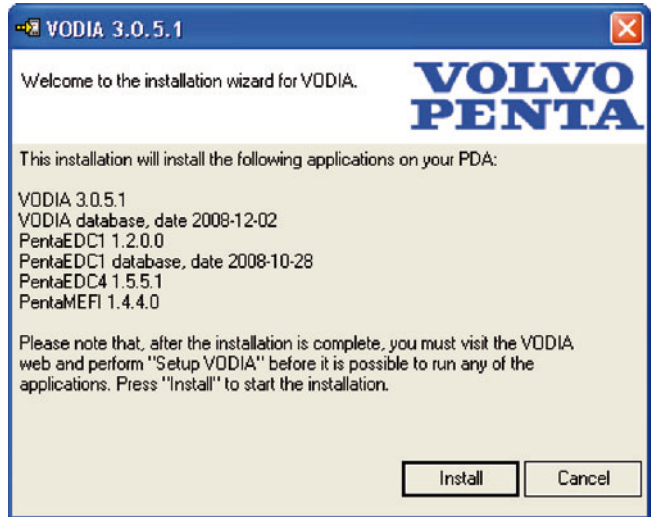 VODIA 3.0.5.1
Welcome to the installation wizard for VODIA.
VOLVO
PENTA
This installation will install the following applications on your PDA:
VODIA 3.0.5.1
VODIA database, date 2008-12-02
PentaEDC1 1.2.0.0
PentaEDC1 database, date 2008-10-28
PentaEDC4 1.5.5.1
PentaMEFI 1.4.4.0
Please note that, after the installation is complete, you must visit the VODIA
web and perform "Setup VODIA" before it is possible to run any of the
applications. Press "Install" to start the installation.
Install
Cancel